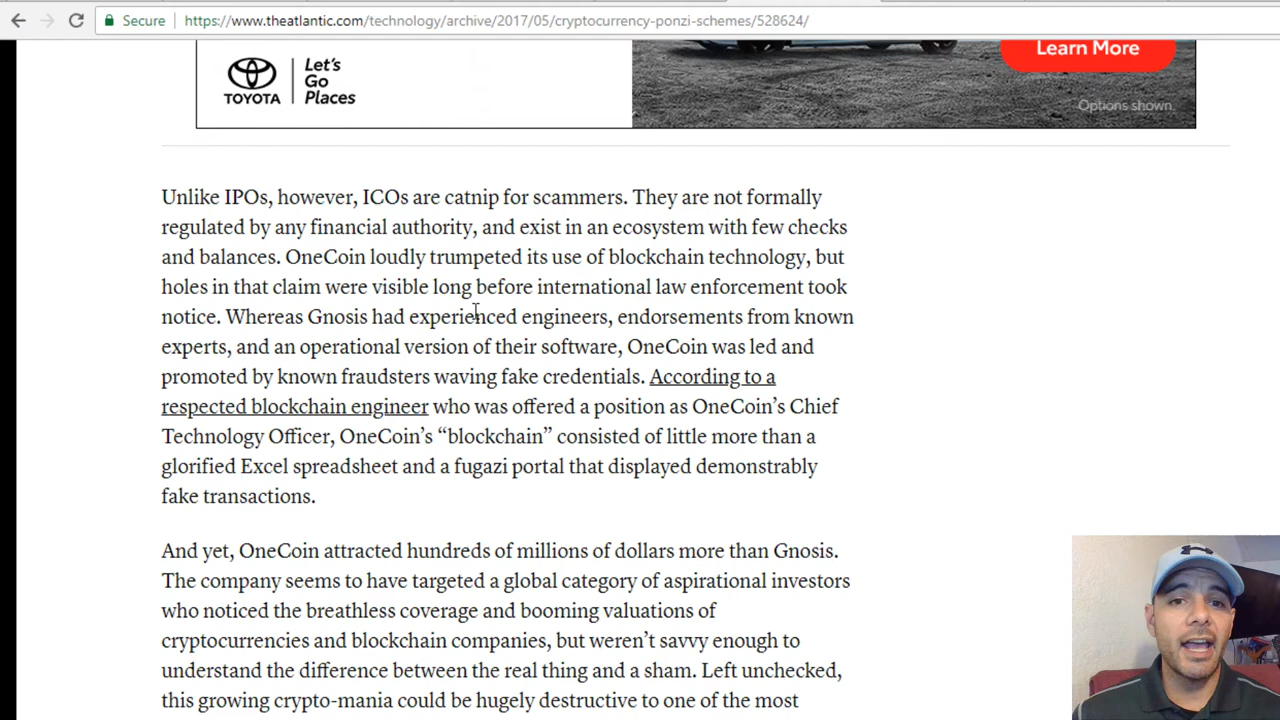 Secure https://www.theatlantic.com/technology/archive/2017/05/cryptocurrency-ponzi-schemes/528624/
Learn More
Let's
Go
Places
TOYOTA
Options shown.
Unlike IPOs, however, ICOs are catnip for scammers. They are not formally
regulated by any financial authority, and exist in an ecosystem with few checks
and balances. OneCoin loudly trumpeted its use of blockchain technology, but
holes in that claim were visible long before international law enforcement took
notice. Whereas Gnosis had experienced engineers, endorsements from known
experts, and an operational version of their software, OneCoin was led and
promoted by known fraudsters waving fake credentials. According to a
respected blockchain engineer who was offered a position as OneCoin’s Chief
Technology Officer, OneCoin’s “blockchain” consisted of little more than a
glorified Excel spreadsheet and a fugazi portal that displayed demonstrably
fake transactions.
And yet, OneCoin attracted hundreds of millions of dollars more than Gnosis.
The company seems to have targeted a global category of aspirational investors
who noticed the breathless coverage and booming valuations of
cryptocurrencies and blockchain companies, but weren’t savvy enough to
understand the difference between the real thing and a sham. Left unchecked,
this growing crypto-mania could be hugely destructive to one of the most